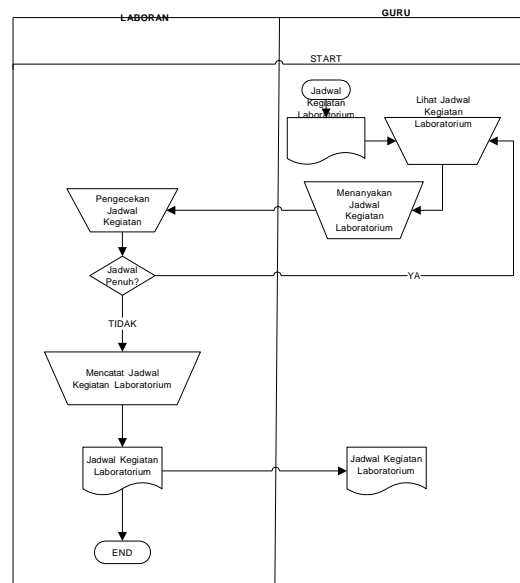 LABORAN
GURU
START
Jadwal
Kegiatan
Laboratorium
Lihat Jadwal
Kegiatan
Laboratorium
Pengecekan
Jadwal
Kegiatan
Menanyakan
Jadwal
Kegiatan
Laboratorium
Jadwal
Penuh?
YA
TIDAK
Mencatat Jadwal
Kegiatan Laboratorium
Jadwal Kegiatan
Laboratorium
Jadwal Kegiatan
Laboratorium
END